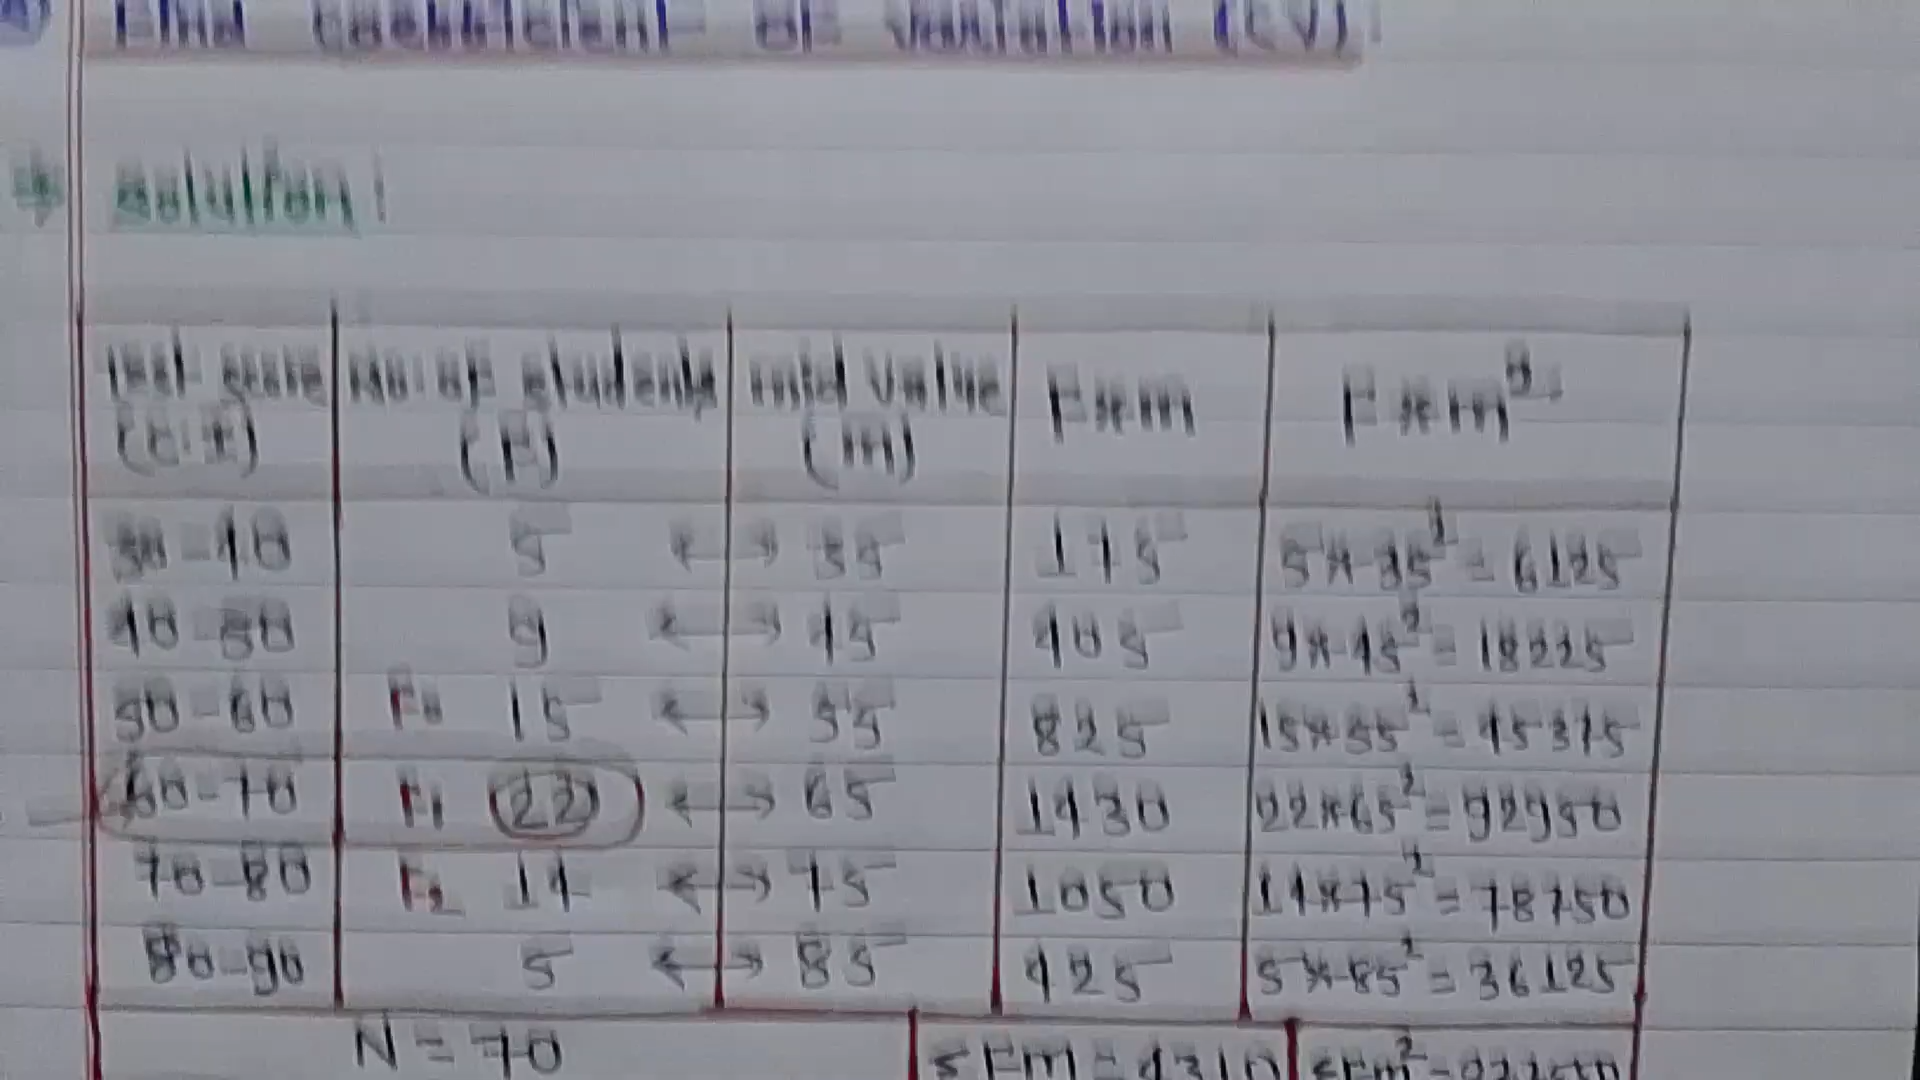 Find coefficient of variation (CV):
Solution:
Test score No. of students mid value F×m F×m²
(C.I) (F) (m)
30-40 5 ↔ 35 175 5×35² = 6125
40-50 9 ↔ 45 405 9×45² = 18225
50-60 F₀ 15 ↔ 55 825 15×55² = 45375
60-70 F₁ 22 ↔ 65 1430 22×65² = 92950
70-80 F₂ 14 ↔ 75 1050 14×75² = 78750
80-90 5 ↔ 85 425 5×85² = 36125
N = 70 ΣFm = 4310 ΣFm² =